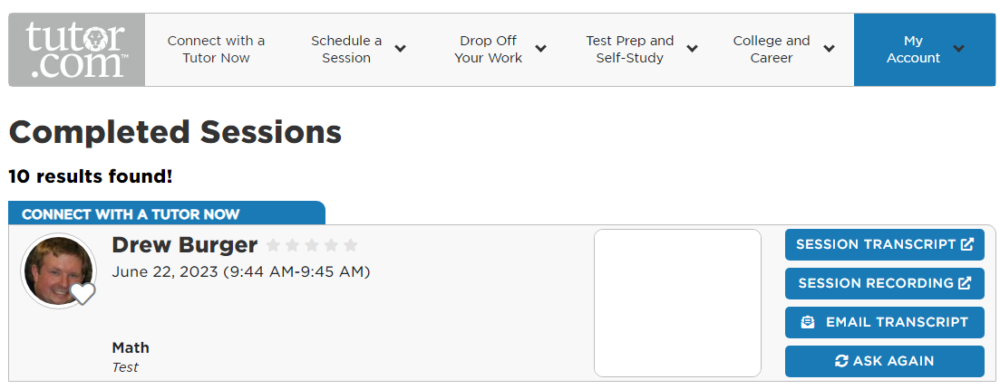 tutor
.com™
Connect with a
Tutor Now
Schedule a
Session
Drop Off
Your Work
Test Prep and
Self-Study
College and
Career
My
Account
Completed Sessions
10 results found!
CONNECT WITH A TUTOR NOW
Drew Burger
June 22, 2023 (9:44 AM-9:45 AM)
Math
Test
SESSION TRANSCRIPT
SESSION RECORDING
EMAIL TRANSCRIPT
ASK AGAIN